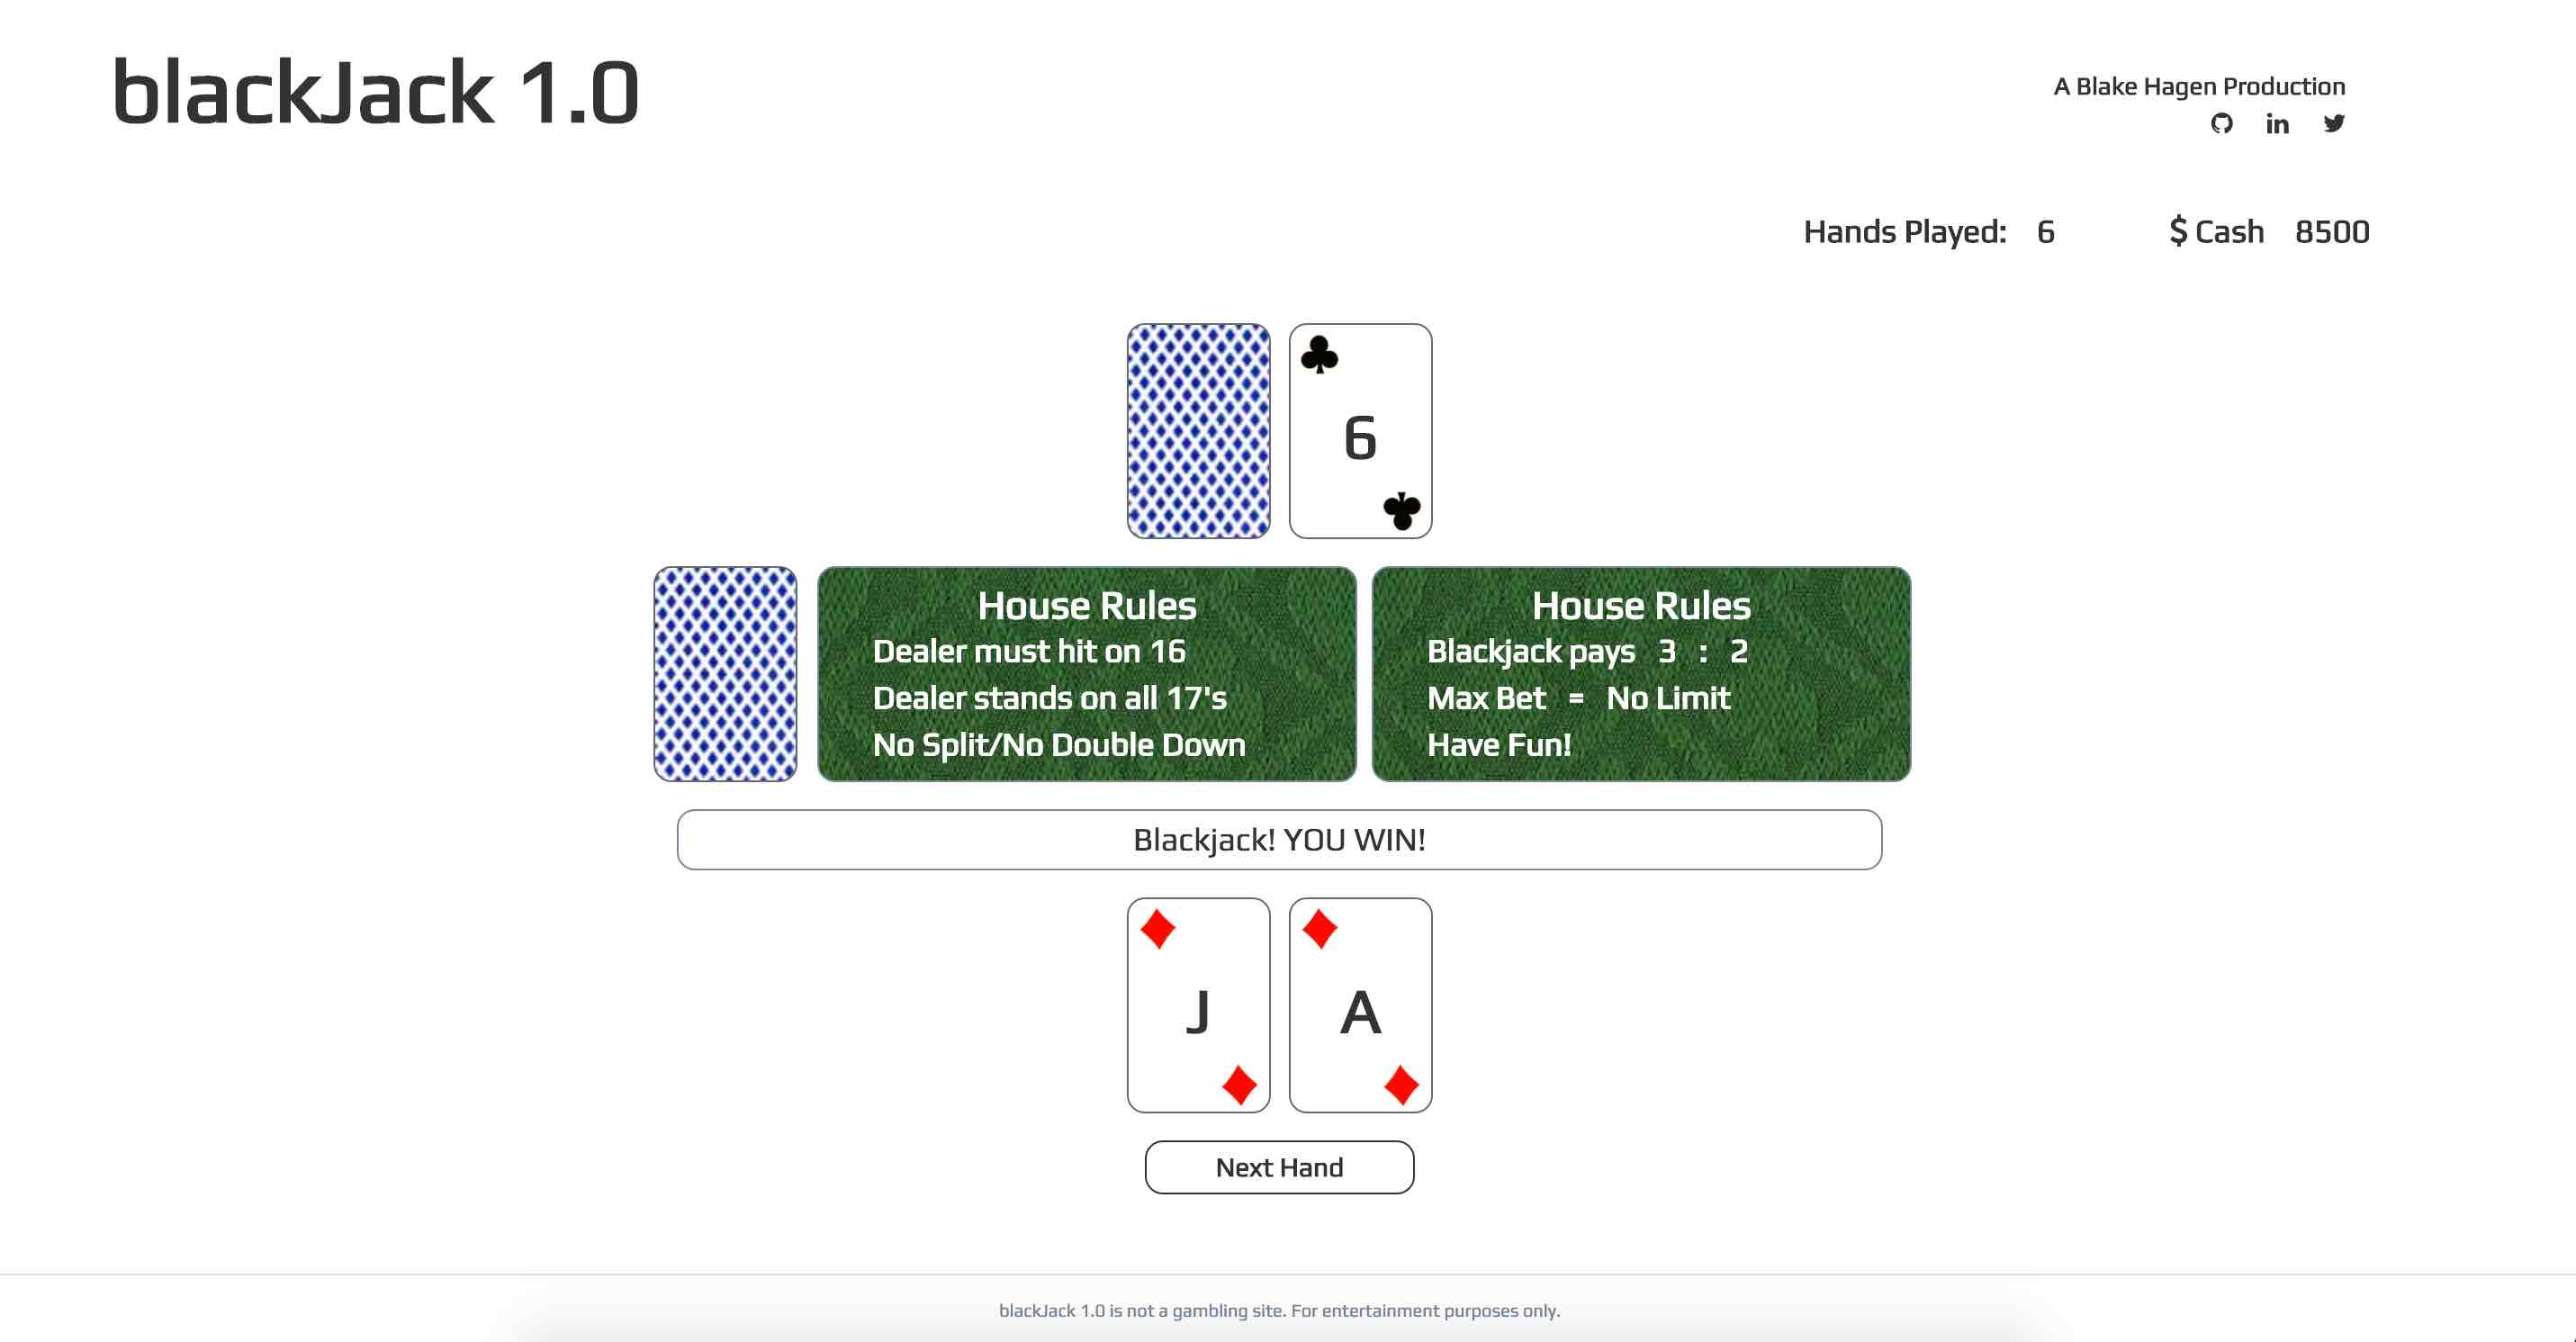 blackJack 1.0
A Blake Hagen Production
Hands Played: 6 $ Cash 8500
6
House Rules
Dealer must hit on 16
Dealer stands on all 17's
No Split/No Double Down
House Rules
Blackjack pays 3 : 2
Max Bet = No Limit
Have Fun!
Blackjack! YOU WIN!
J A
Next Hand
blackJack 1.0 is not a gambling site. For entertainment purposes only.